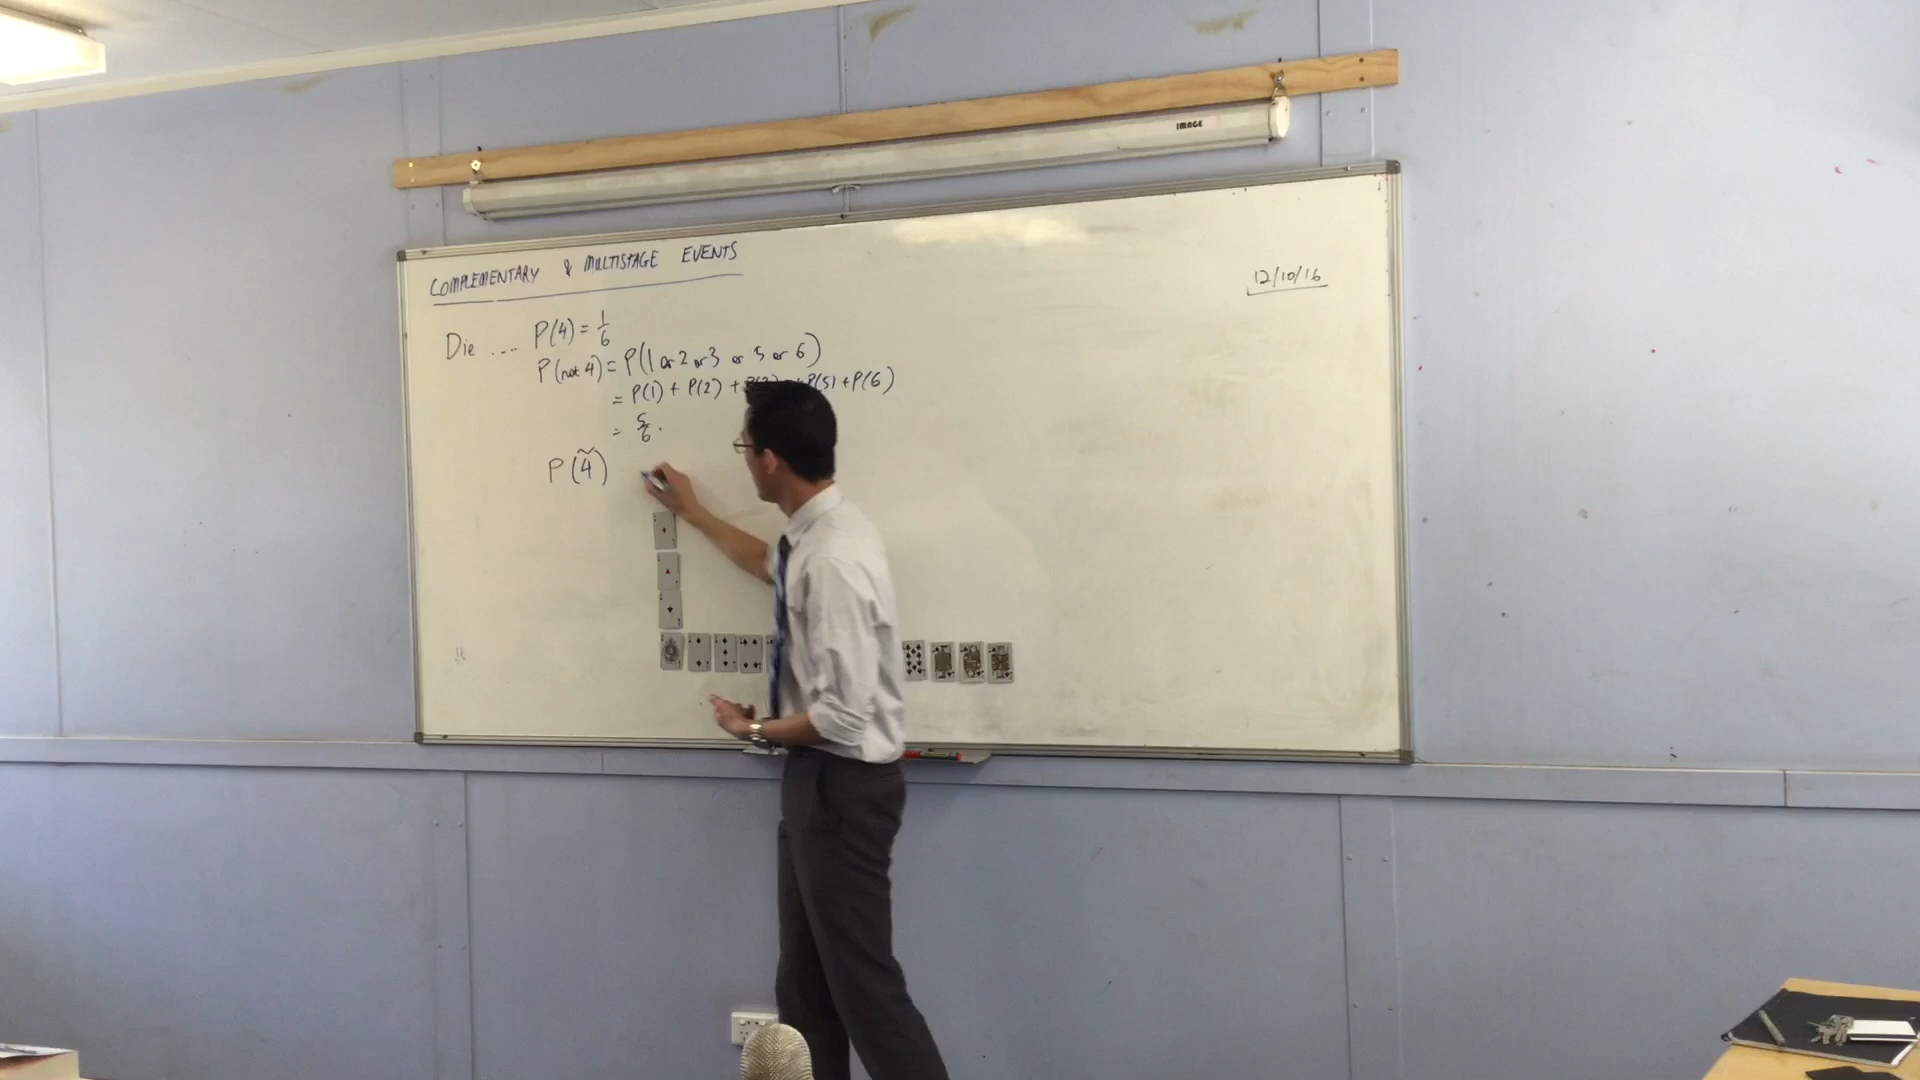 IMAGE
COMPLEMENTARY & MULTISTAGE EVENTS
12/10/16
Die .... P(4) = 1/6
P(not 4) = P(1 or 2 or 3 or 5 or 6)
= P(1) + P(2) + P(5) + P(6)
= 5/6.
P(4̃)